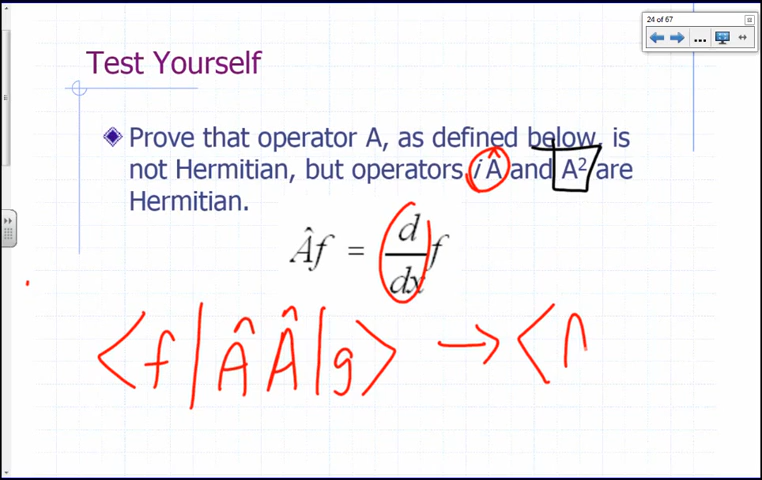 24 of 67
Test Yourself
Prove that operator A, as defined below, is
not Hermitian, but operators i Â and A² are
Hermitian.
Âf = d/dx f
<f|ÂÂ|g> → <